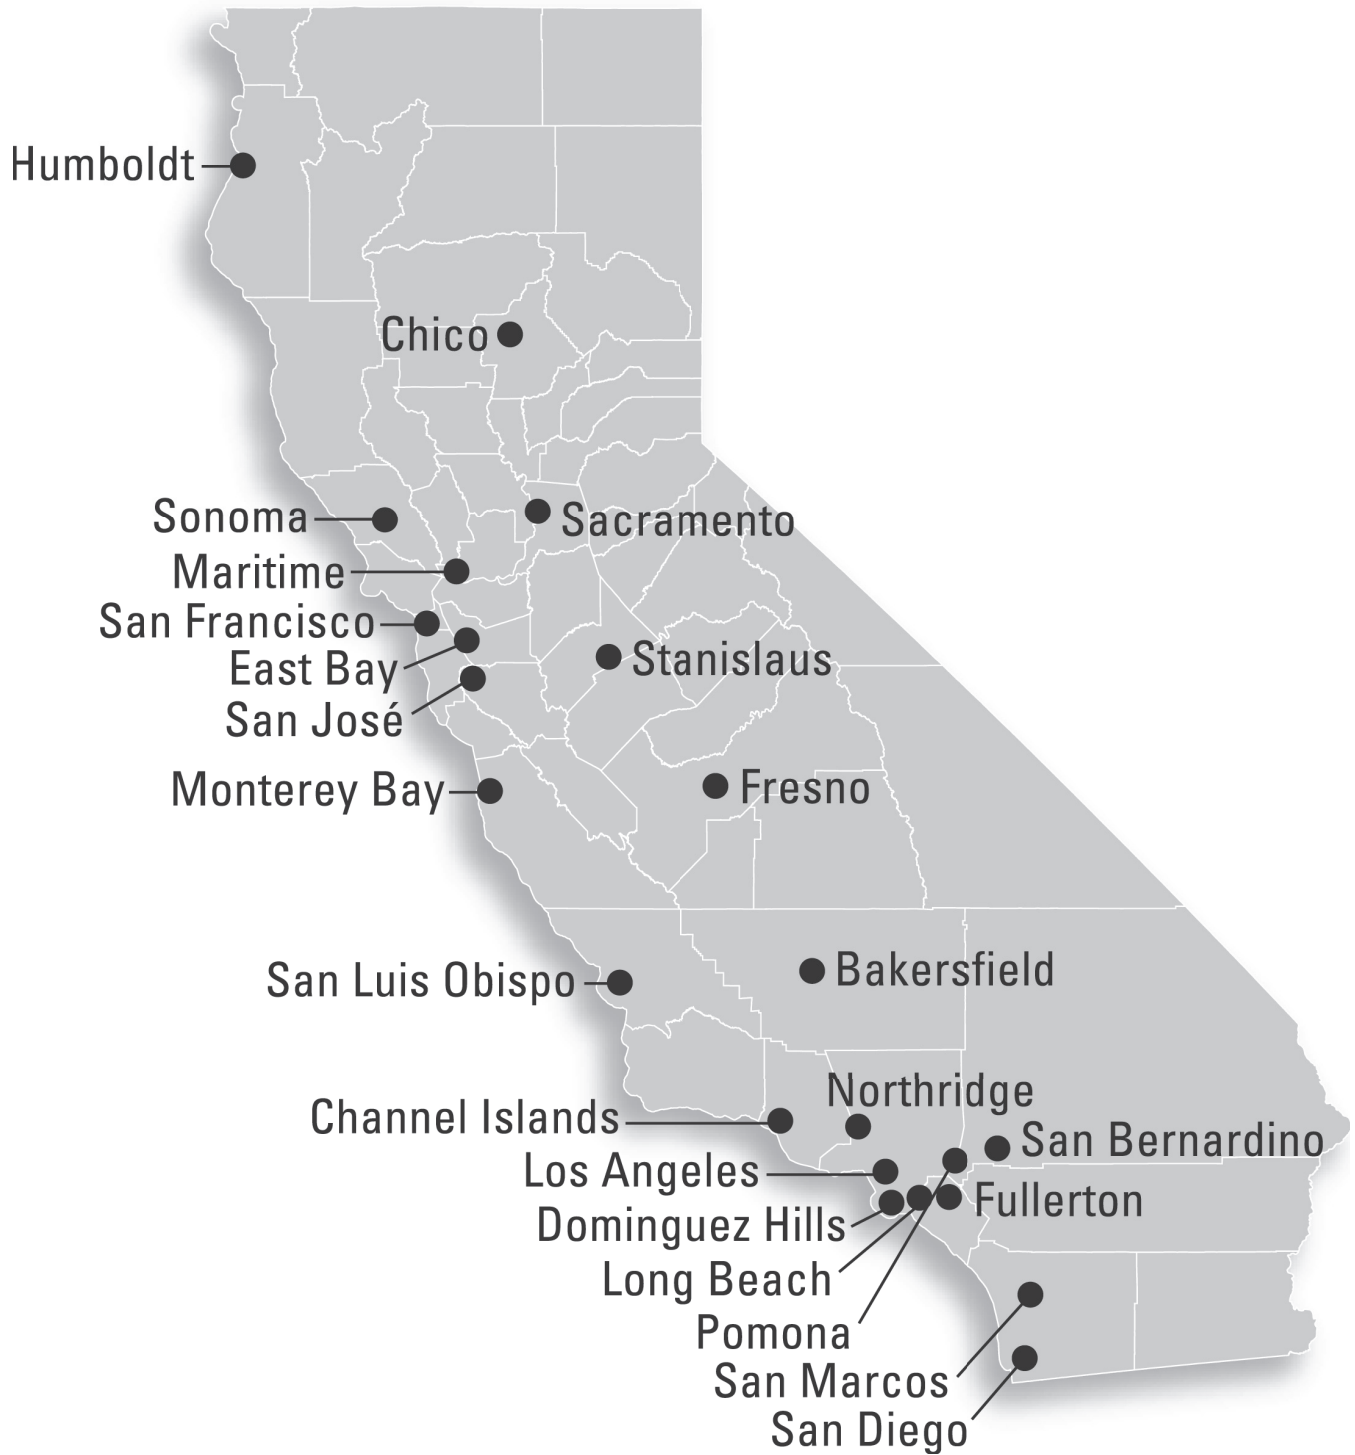 Humboldt
Chico
Sonoma
Sacramento
Maritime
San Francisco
East Bay
Stanislaus
San José
Monterey Bay
Fresno
San Luis Obispo
Bakersfield
Northridge
Channel Islands
San Bernardino
Los Angeles
Fullerton
Dominguez Hills
Long Beach
Pomona
San Marcos
San Diego